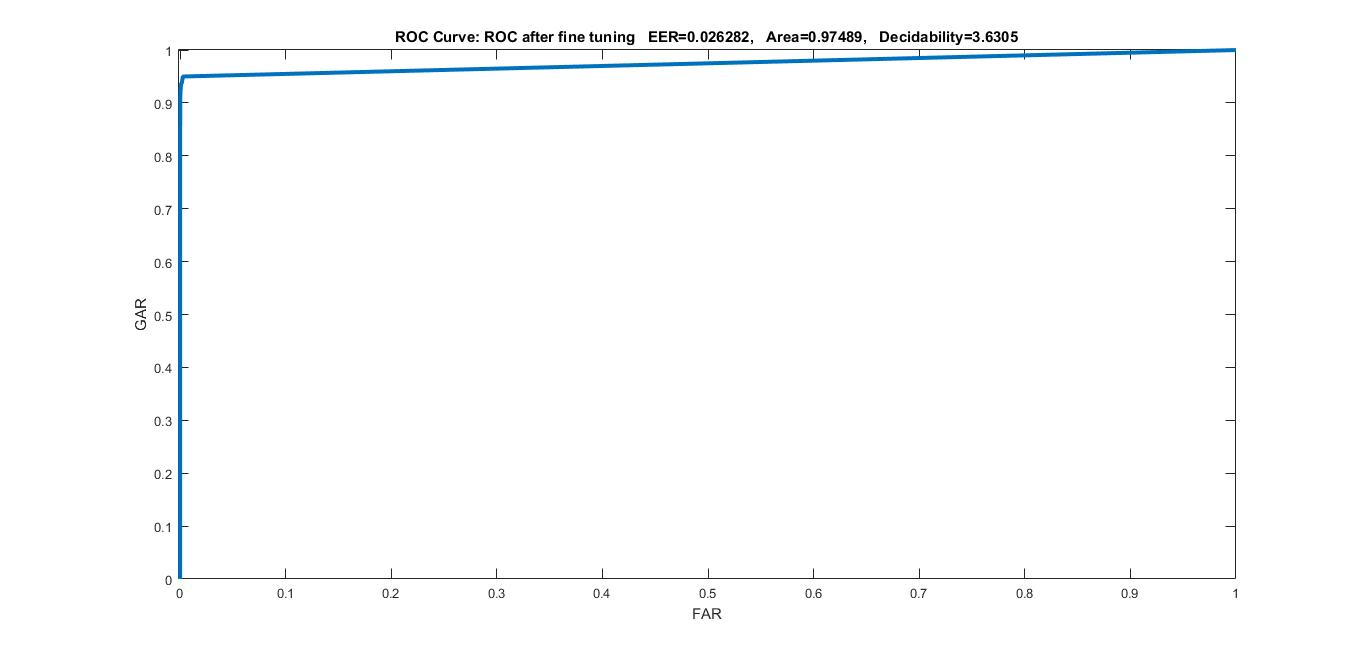 ROC Curve: ROC after fine tuning   EER=0.026282,   Area=0.97489,   Decidability=3.6305
1
0.9
0.8
0.7
0.6
0.5
0.4
0.3
0.2
0.1
0
GAR
0 0.1 0.2 0.3 0.4 0.5 0.6 0.7 0.8 0.9 1
FAR